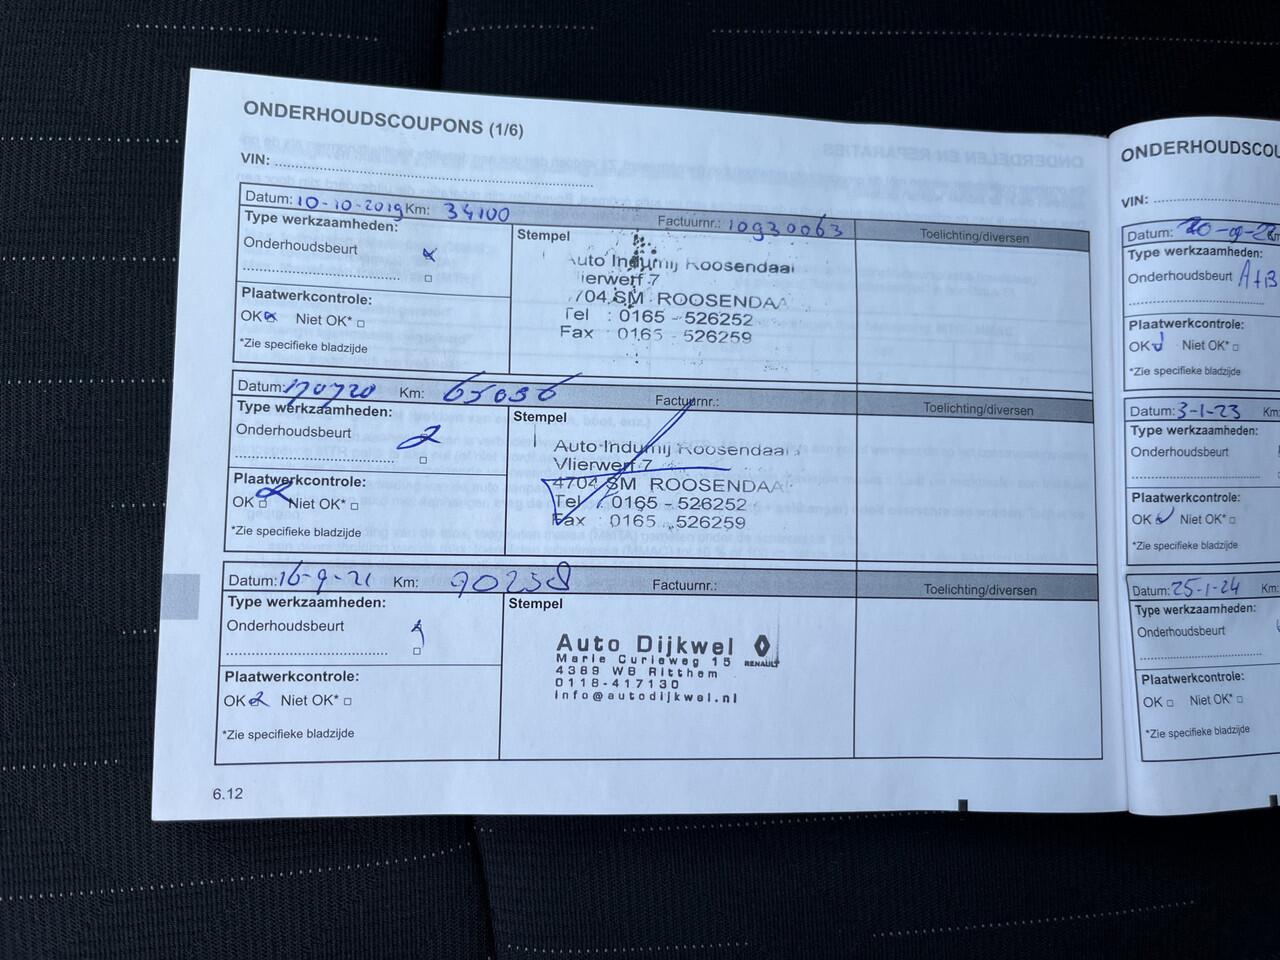 ONDERHOUDSCOUPONS (1/6)
VIN:
Datum: 10-10-2019 Km: 34100 Factuurnr.: 10930063
Type werkzaamheden:
Onderhoudsbeurt
Plaatwerkcontrole:
OK Niet OK*
*Zie specifieke bladzijde
Stempel
Auto Indumij Roosendaal
Vlierwerf 7
4704 SM ROOSENDAAL
Tel : 0165 - 526252
Fax : 0165 - 526259
Toelichting/diversen
Datum: 170720 Km: 65036 Factuurnr.:
Type werkzaamheden:
Onderhoudsbeurt
Plaatwerkcontrole:
OK Niet OK*
*Zie specifieke bladzijde
Stempel
Auto Indumij Roosendaal
Vlierwerf 7
4704 SM ROOSENDAAL
Tel : 0165 - 526252
Fax : 0165 - 526259
Toelichting/diversen
Datum: 16-9-21 Km: 90258 Factuurnr.:
Type werkzaamheden:
Onderhoudsbeurt
Plaatwerkcontrole:
OK Niet OK*
*Zie specifieke bladzijde
Stempel
Auto Dijkwel
Marie Curieweg 15
4389 WB Ritthem
0118-417130
info@autodijkwel.nl
RENAULT
Toelichting/diversen
6.12
ONDERHOUDSCOU
VIN:
Datum: 20-9-22
Type werkzaamheden:
Onderhoudsbeurt A+B
Plaatwerkcontrole:
OK Niet OK*
*Zie specifieke bladzijde
Datum: 3-1-23 Km:
Type werkzaamheden:
Onderhoudsbeurt
Plaatwerkcontrole:
OK Niet OK*
*Zie specifieke bladzijde
Datum: 25-1-24 Km:
Type werkzaamheden:
Onderhoudsbeurt
Plaatwerkcontrole:
OK Niet OK*
*Zie specifieke bladzijde